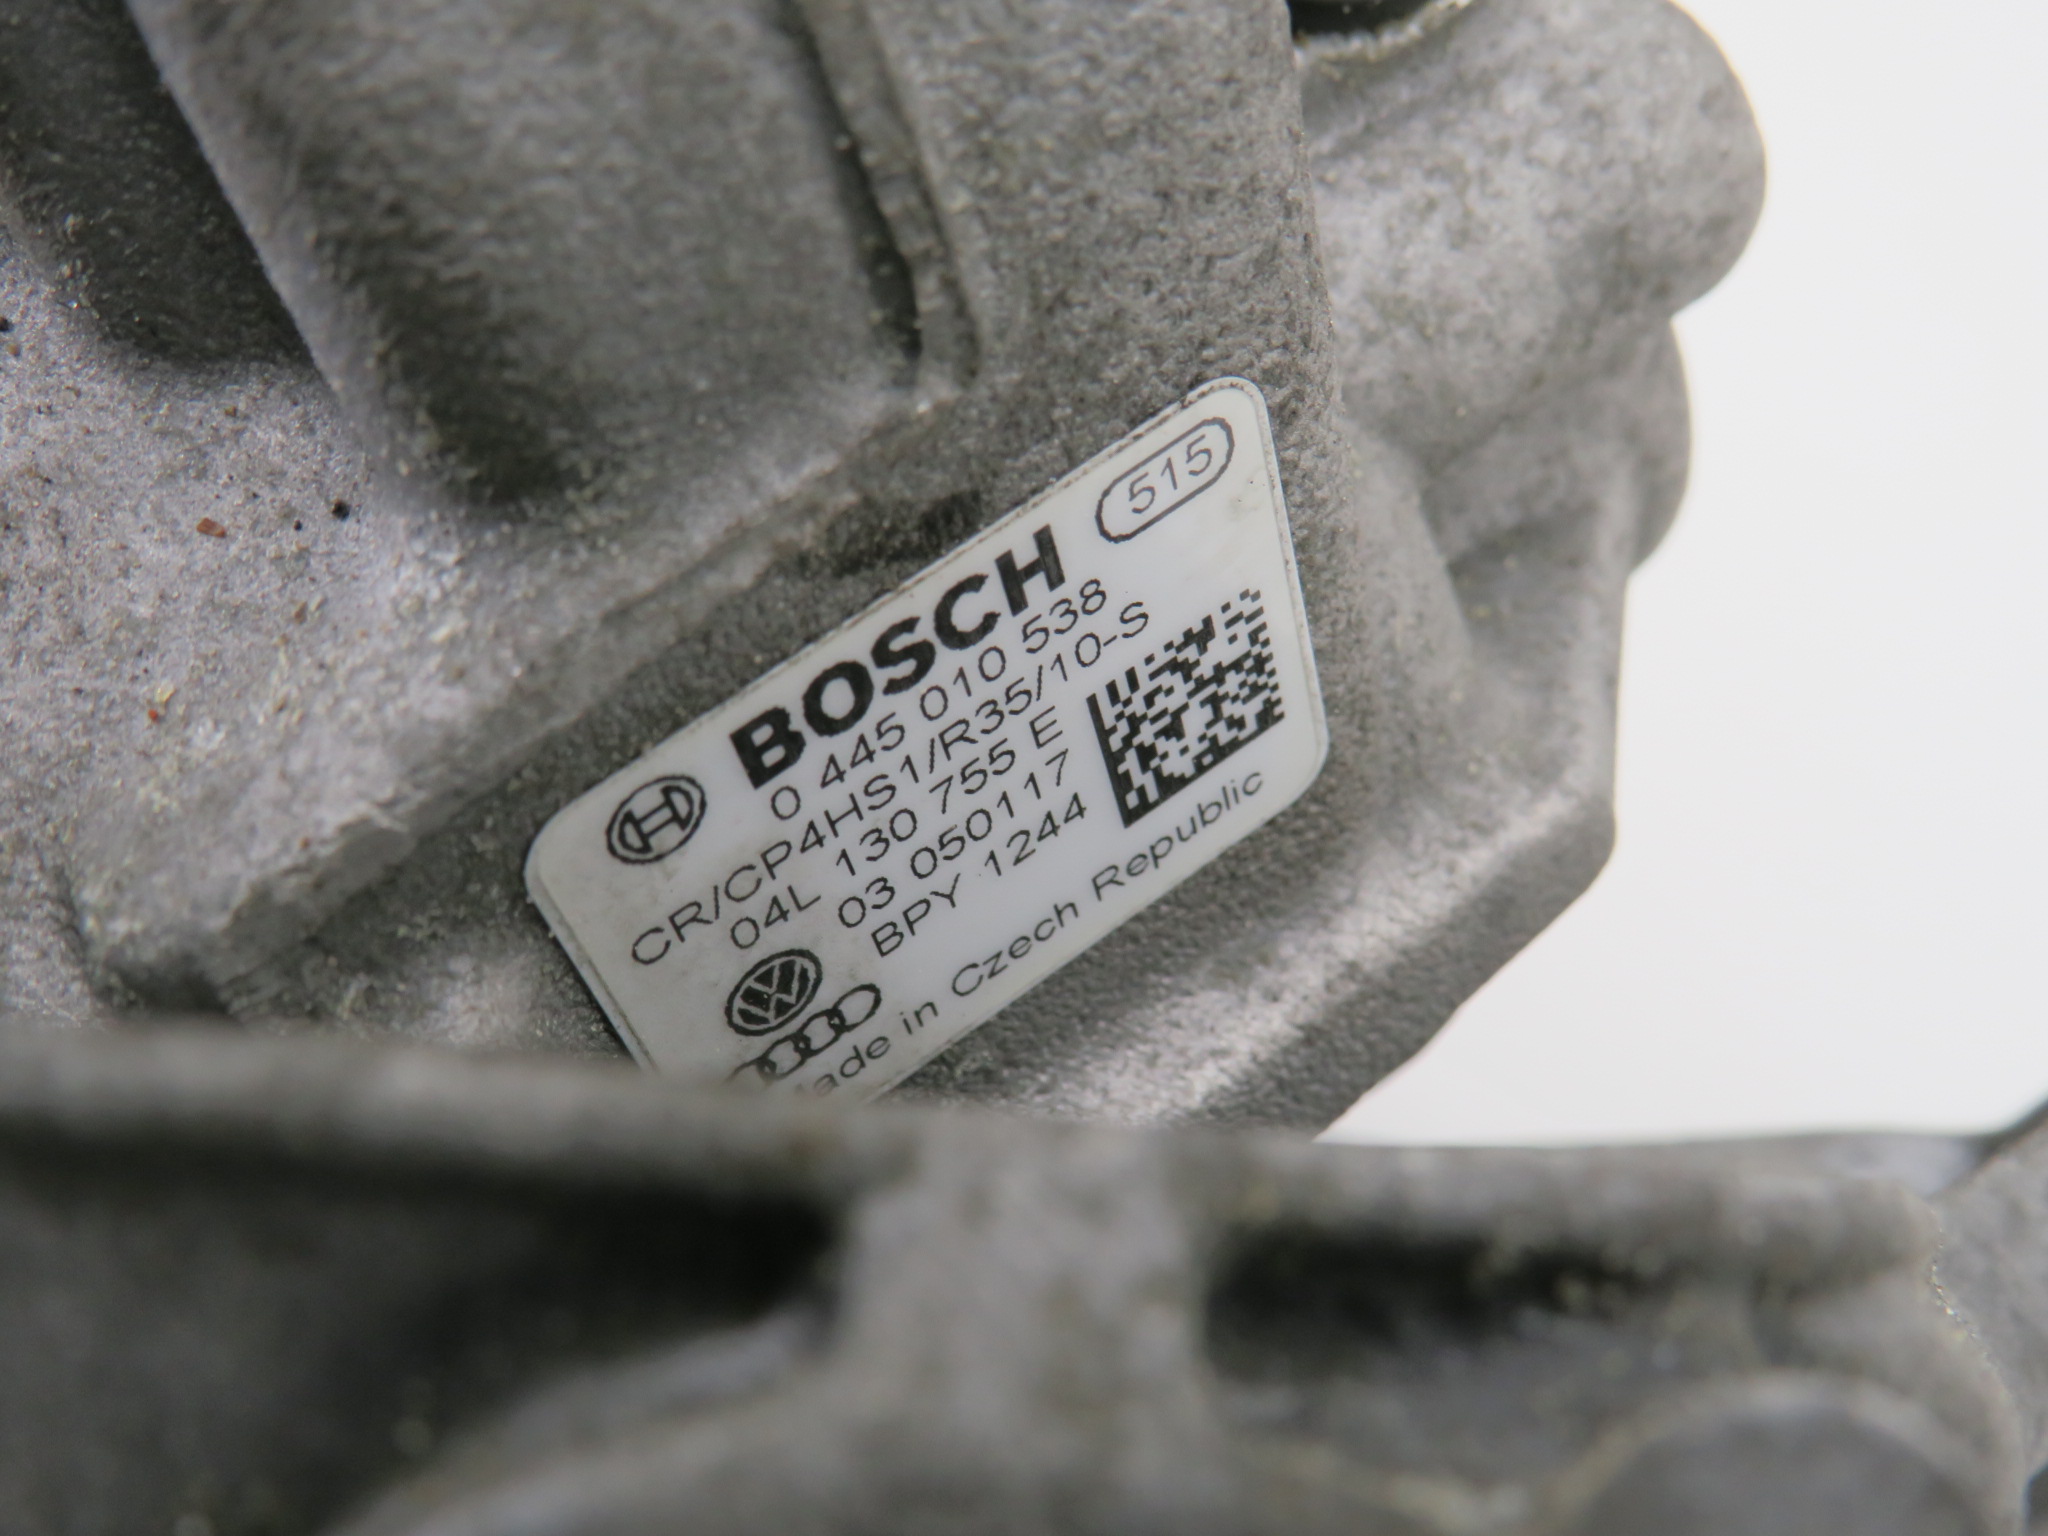 515
BOSCH
0 445 010 538
CR/CP4HS1/R35/10-S
04L 130 755 E
03 050117
BPY 1244
in Czech Republic